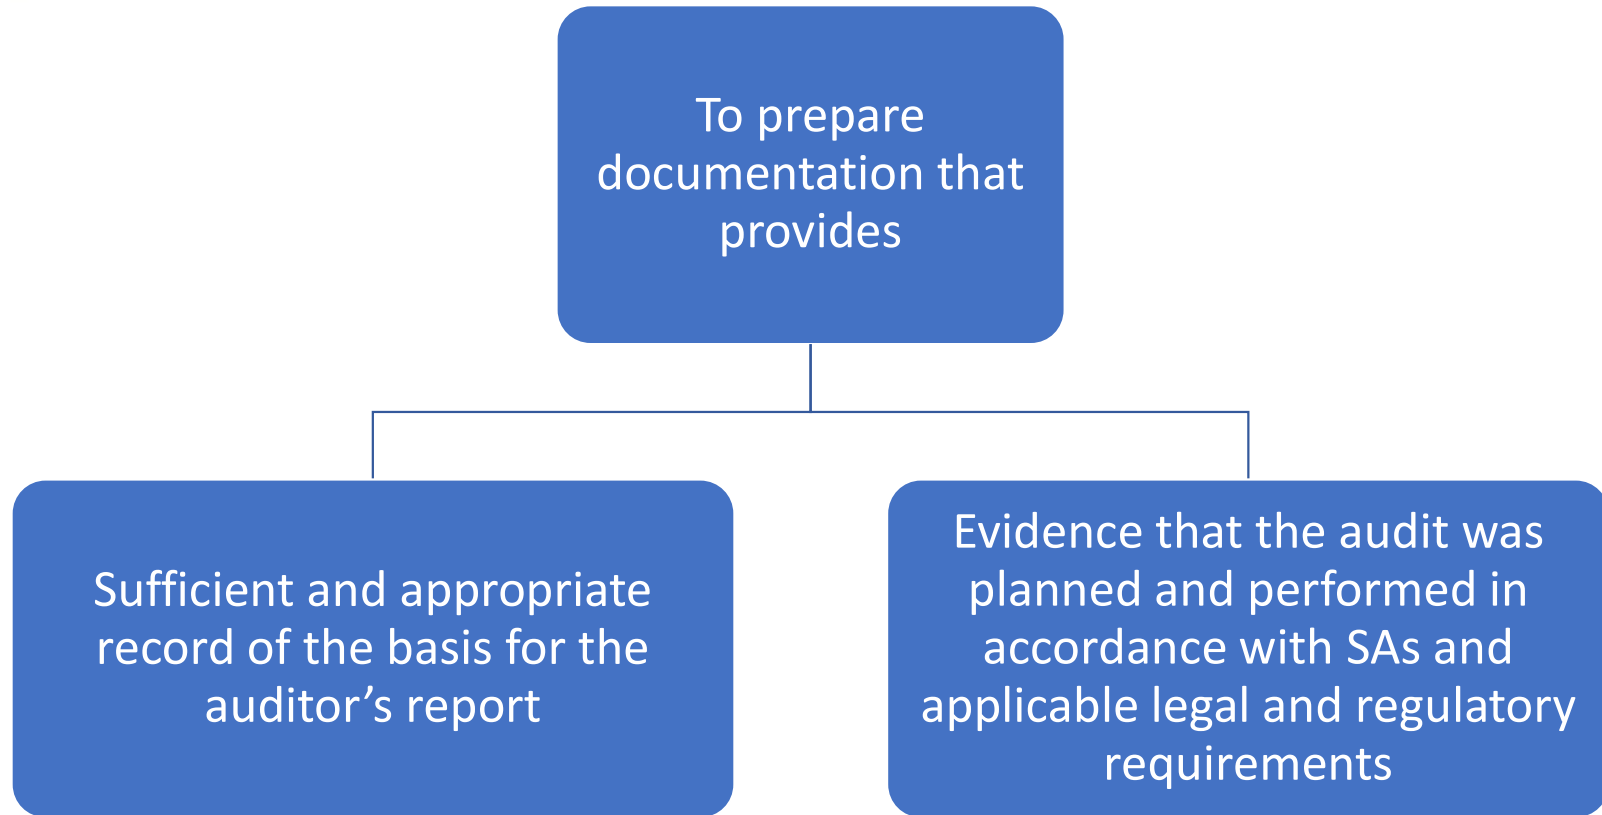 To prepare
documentation that
provides
Sufficient and appropriate
record of the basis for the
auditor’s report
Evidence that the audit was
planned and performed in
accordance with SAs and
applicable legal and regulatory
requirements